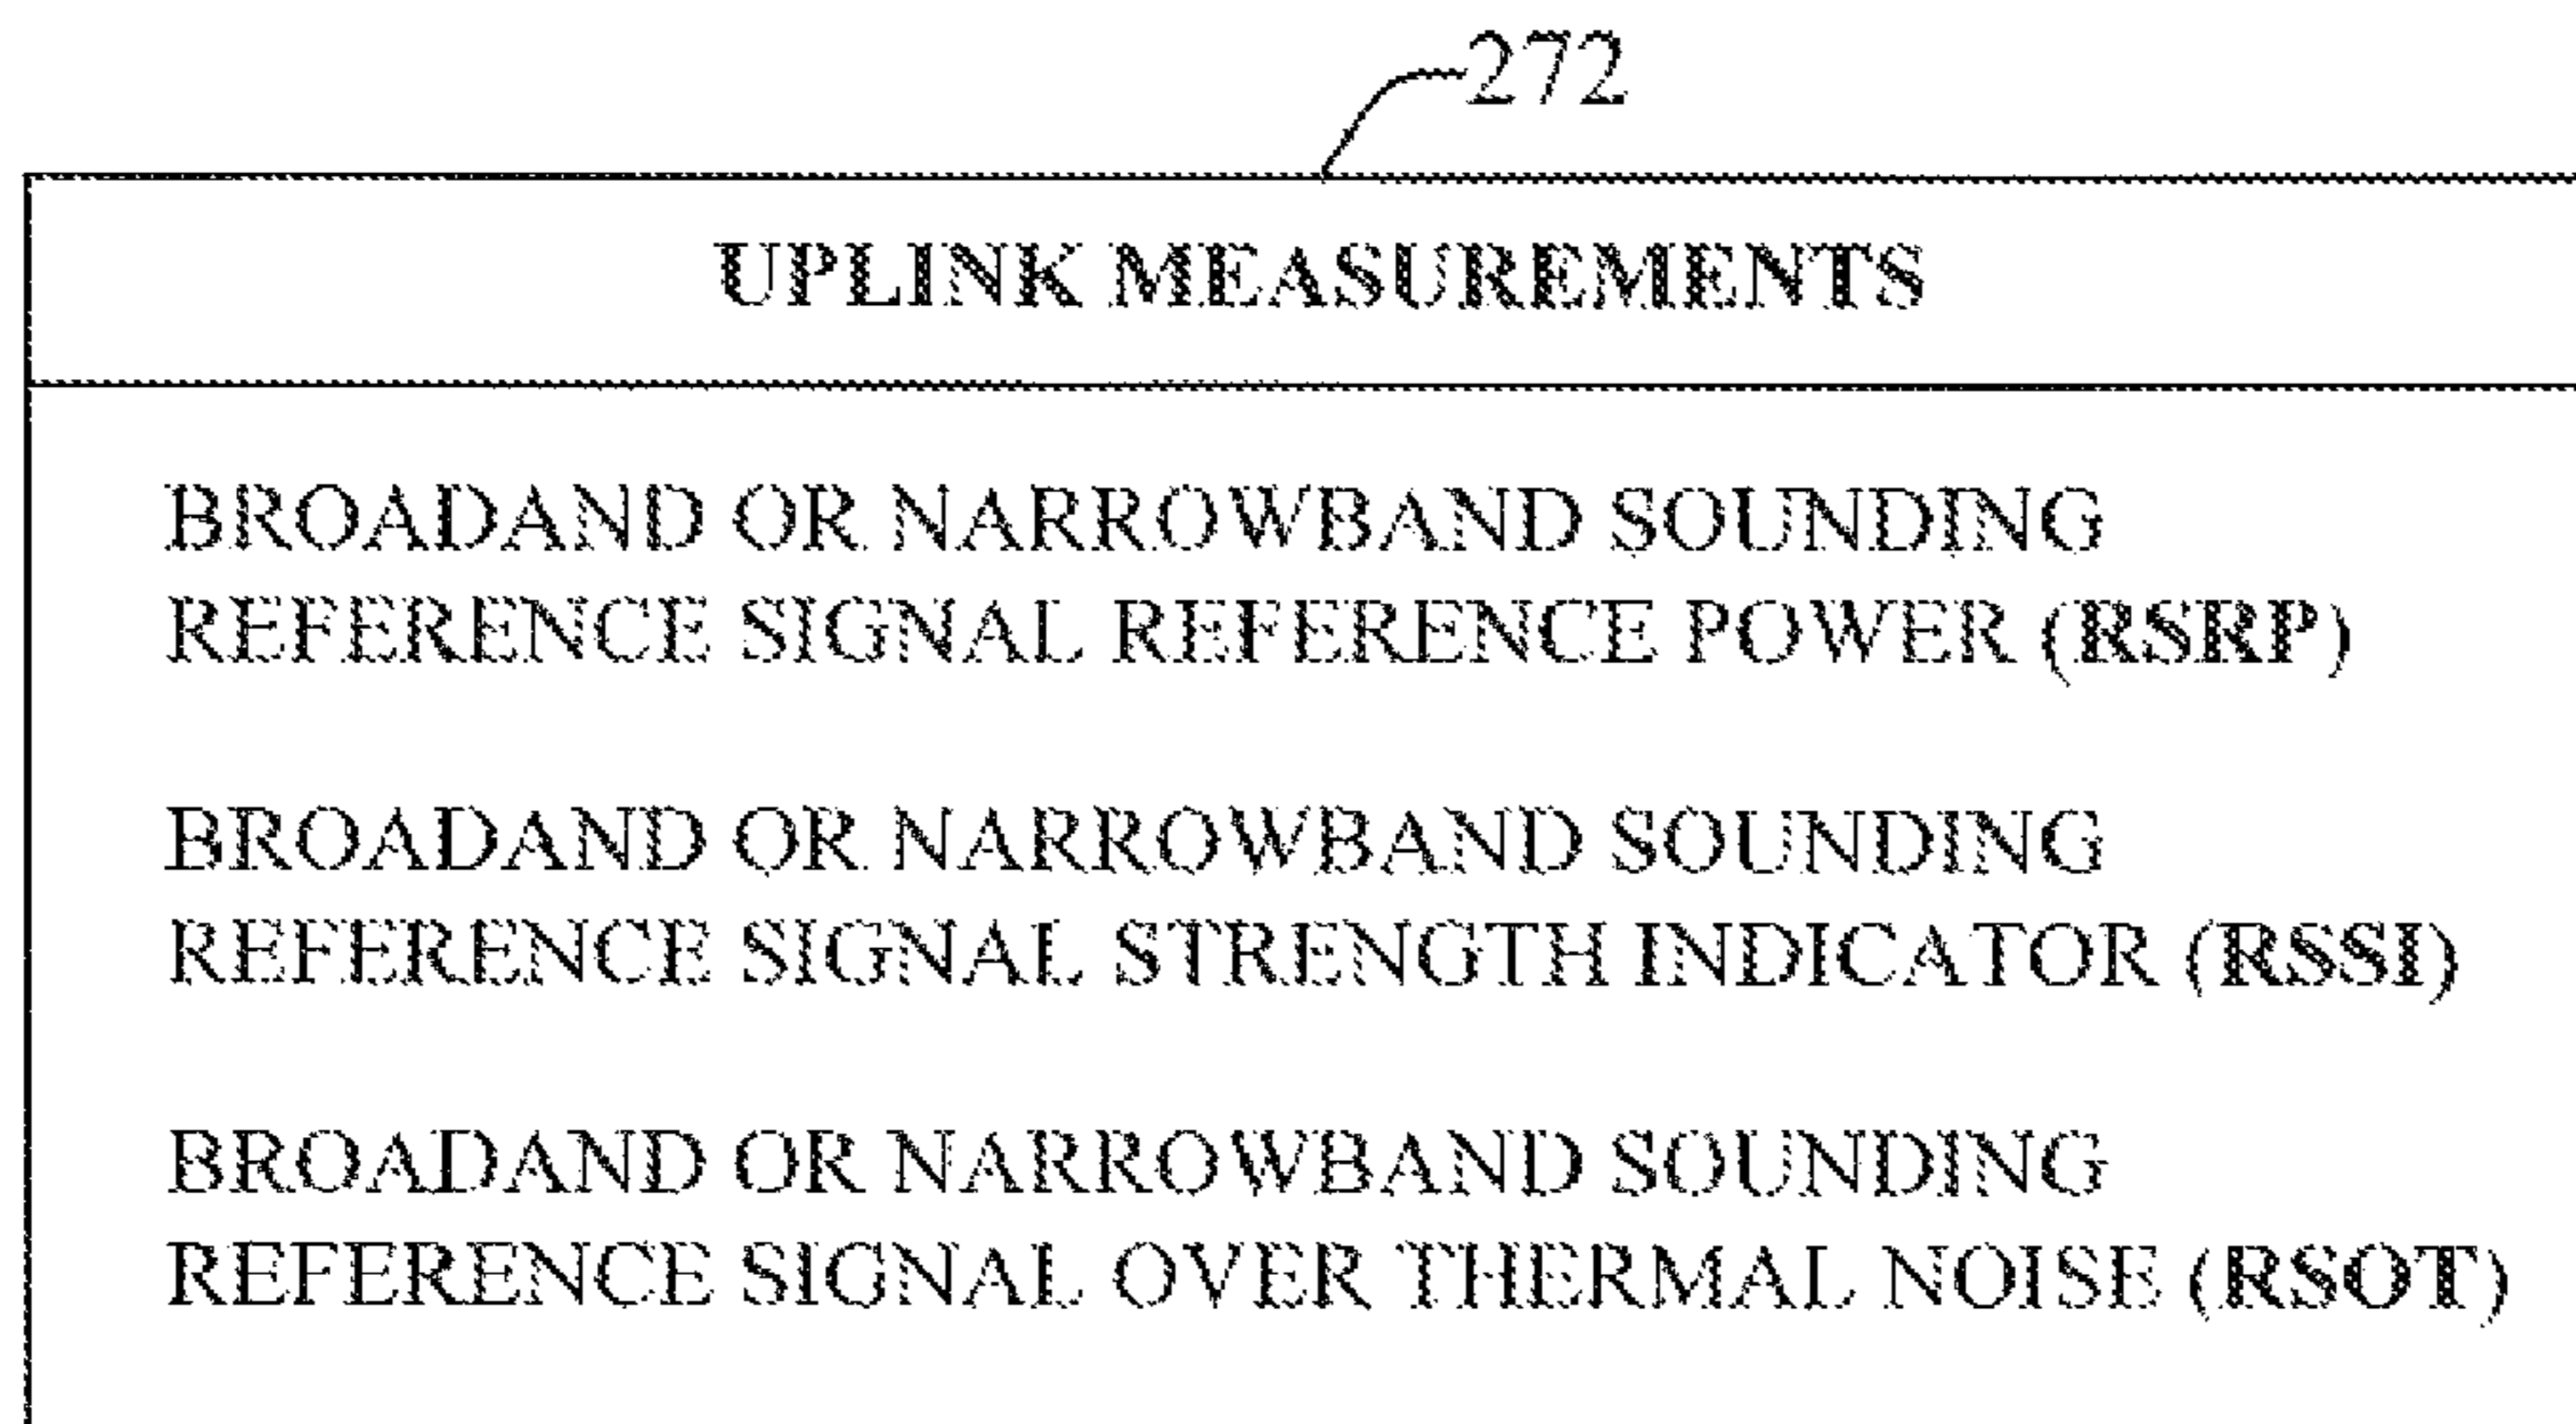 272
UPLINK MEASUREMENTS
BROADAND OR NARROWBAND SOUNDING
REFERENCE SIGNAL REFERENCE POWER (RSRP)
BROADAND OR NARROWBAND SOUNDING
REFERENCE SIGNAL STRENGTH INDICATOR (RSSI)
BROADAND OR NARROWBAND SOUNDING
REFERENCE SIGNAL OVER THERMAL NOISE (RSOT)